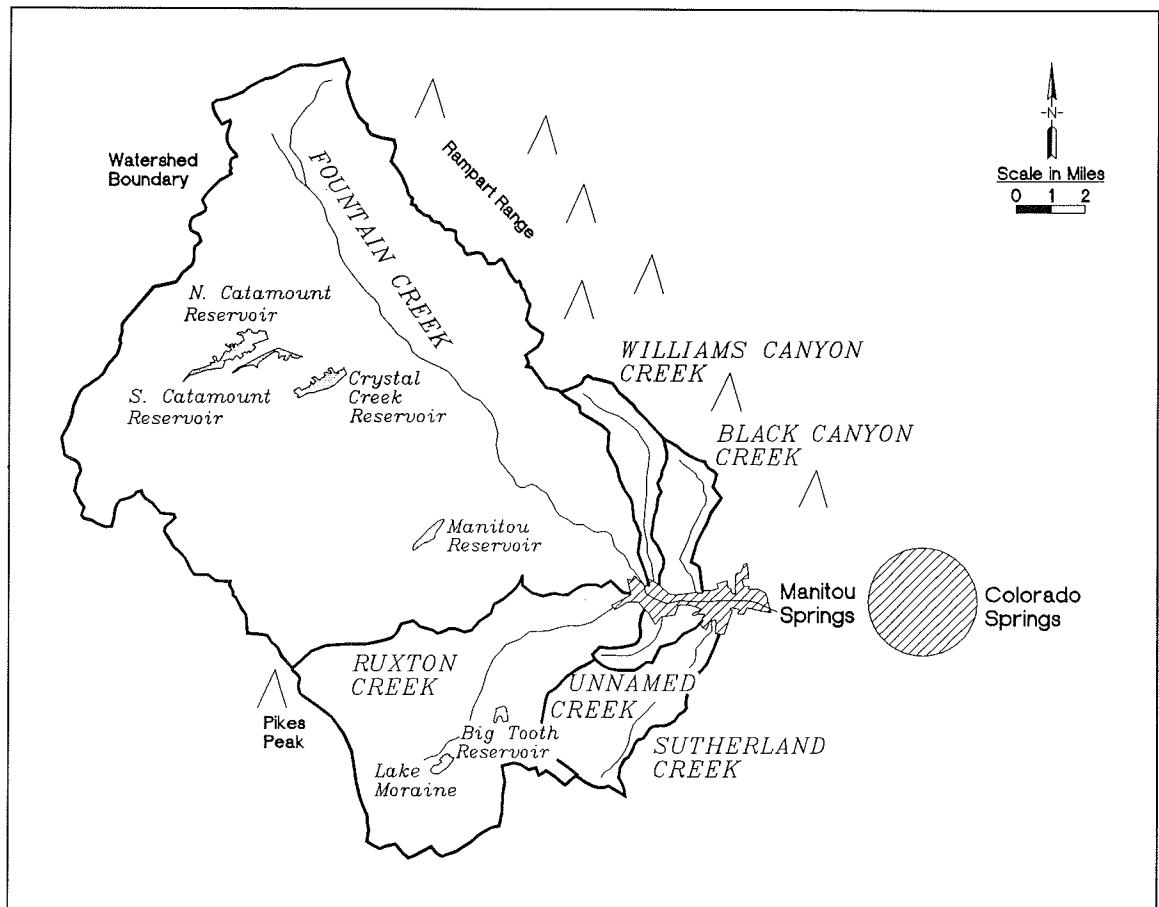 -N-
Scale in Miles
0 1 2
Watershed
Boundary
FOUNTAIN CREEK
Rampart Range
N. Catamount
Reservoir
S. Catamount
Reservoir
Crystal
Creek
Reservoir
WILLIAMS CANYON
CREEK
BLACK CANYON
CREEK
Manitou
Reservoir
Manitou
Springs
Colorado
Springs
RUXTON
CREEK
UNNAMED
CREEK
Pikes
Peak
Big Tooth
Reservoir
SUTHERLAND
CREEK
Lake
Moraine